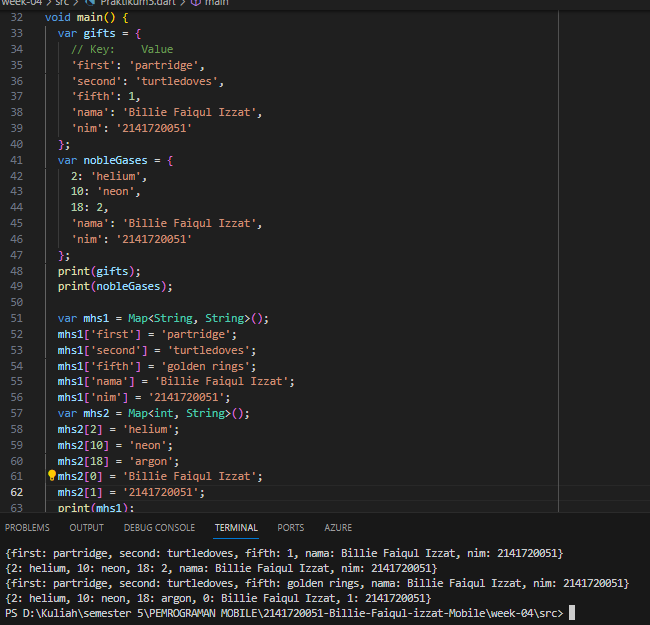 week-04 > src > Praktikum3.dart > main
32 void main() {
33 var gifts = {
34 // Key:    Value
35 'first': 'partridge',
36 'second': 'turtledoves',
37 'fifth': 1,
38 'nama': 'Billie Faiqul Izzat',
39 'nim': '2141720051'
40 };
41 var nobleGases = {
42 2: 'helium',
43 10: 'neon',
44 18: 2,
45 'nama': 'Billie Faiqul Izzat',
46 'nim': '2141720051'
47 };
48 print(gifts);
49 print(nobleGases);
50
51 var mhs1 = Map<String, String>();
52 mhs1['first'] = 'partridge';
53 mhs1['second'] = 'turtledoves';
54 mhs1['fifth'] = 'golden rings';
55 mhs1['nama'] = 'Billie Faiqul Izzat';
56 mhs1['nim'] = '2141720051';
57 var mhs2 = Map<int, String>();
58 mhs2[2] = 'helium';
59 mhs2[10] = 'neon';
60 mhs2[18] = 'argon';
61 mhs2[0] = 'Billie Faiqul Izzat';
62 mhs2[1] = '2141720051';
63 print(mhs1);
PROBLEMS OUTPUT DEBUG CONSOLE TERMINAL PORTS AZURE
{first: partridge, second: turtledoves, fifth: 1, nama: Billie Faiqul Izzat, nim: 2141720051}
{2: helium, 10: neon, 18: 2, nama: Billie Faiqul Izzat, nim: 2141720051}
{first: partridge, second: turtledoves, fifth: golden rings, nama: Billie Faiqul Izzat, nim: 2141720051}
{2: helium, 10: neon, 18: argon, 0: Billie Faiqul Izzat, 1: 2141720051}
PS D:\Kuliah\semester 5\PEMROGRAMAN MOBILE\2141720051-Billie-Faiqul-izzat-Mobile\week-04\src>